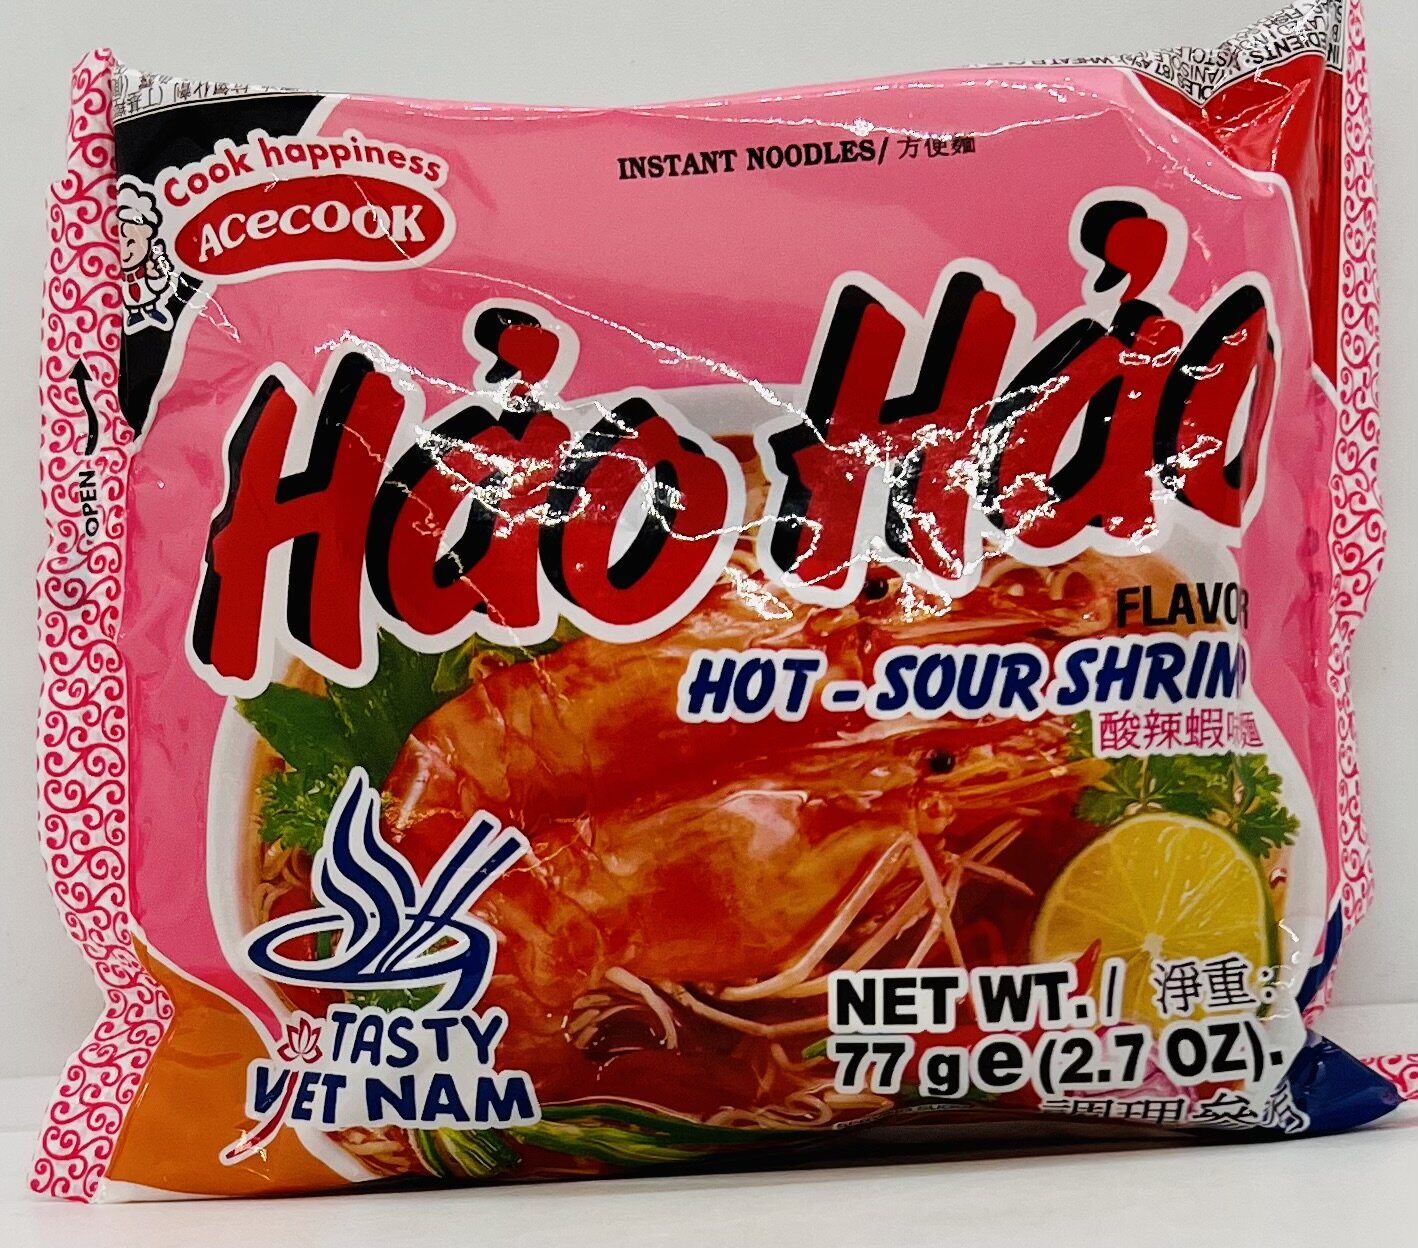 Cook happiness
ACECOOK
INSTANT NOODLES/ 方便麵
Hảo Hảo
FLAVOR
HOT - SOUR SHRIMP
酸辣蝦味麵
OPEN
TASTY
VIET NAM
NET WT. / 淨重:
77 g e (2.7 OZ).